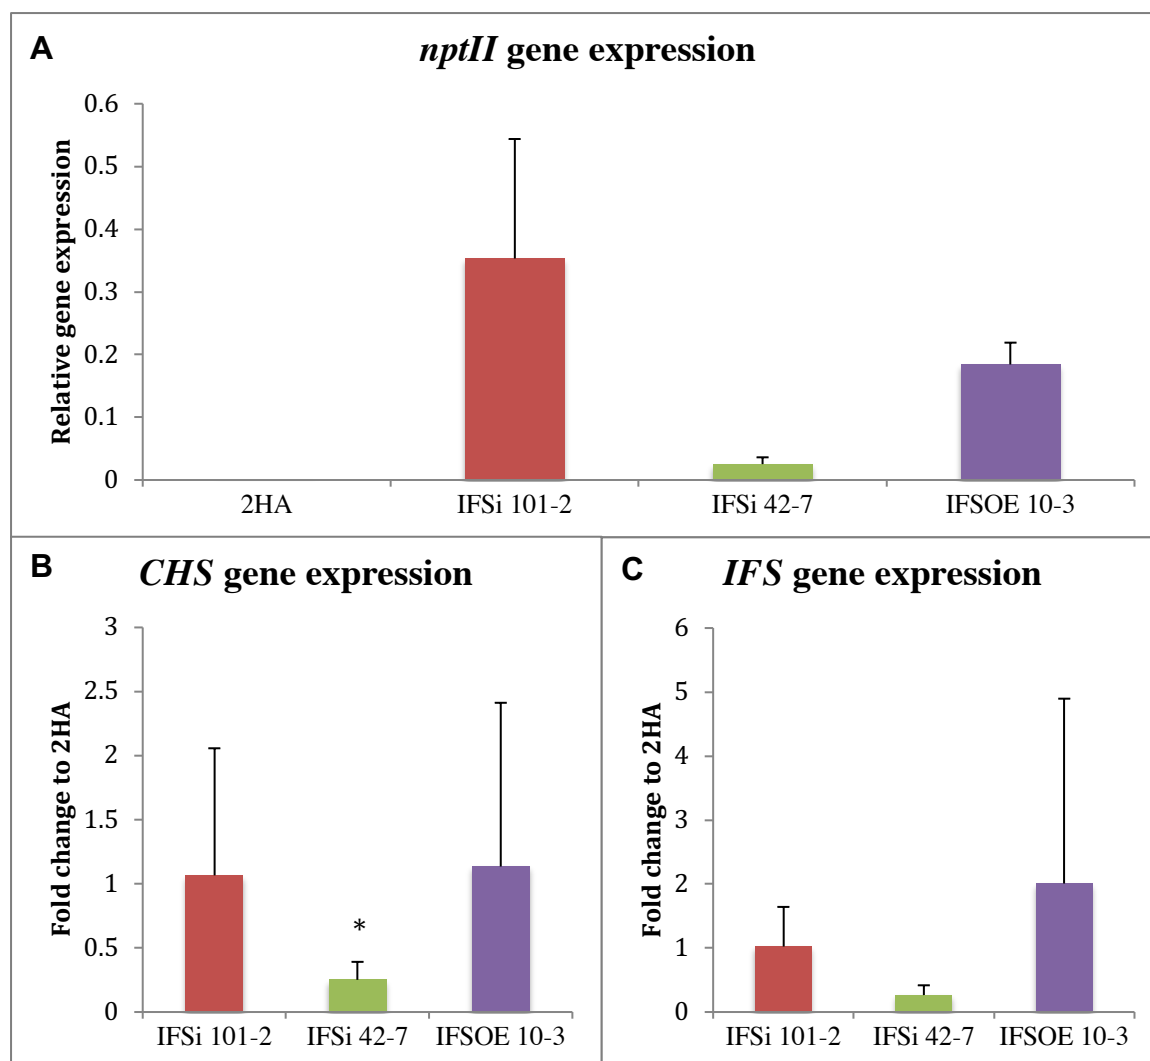 A
nptII gene expression
Relative gene expression
0.6
0.5
0.4
0.3
0.2
0.1
0
2HA IFSi 101-2 IFSi 42-7 IFSOE 10-3
B
CHS gene expression
Fold change to 2HA
3
2.5
2
1.5
1
0.5
0
*
IFSi 101-2 IFSi 42-7 IFSOE 10-3
C
IFS gene expression
Fold change to 2HA
6
5
4
3
2
1
0
IFSi 101-2 IFSi 42-7 IFSOE 10-3